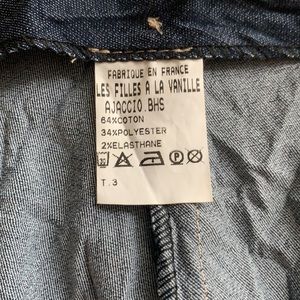 FABRIQUE EN FRANCE
LES FILLES A LA VANILLE
AJACCIO.BHS
64%COTON
34%POLYESTER
2%ELASTHANE
T.3